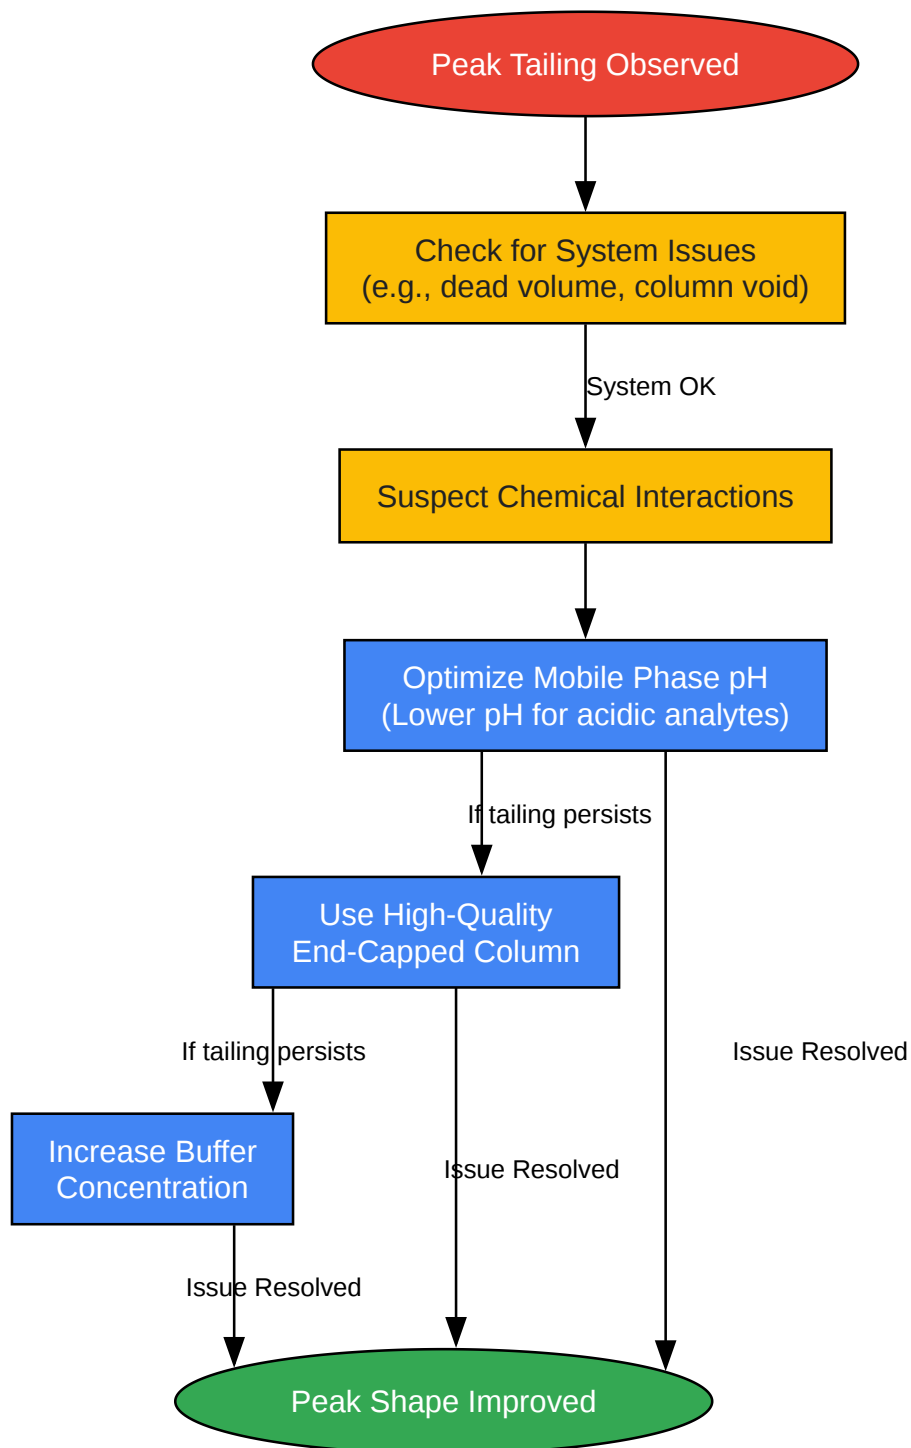 Peak Tailing Observed
Check for System Issues
(e.g., dead volume, column void)
System OK
Suspect Chemical Interactions
Optimize Mobile Phase pH
(Lower pH for acidic analytes)
If tailing persists
Use High-Quality
End-Capped Column
If tailing persists
Issue Resolved
Increase Buffer
Concentration
Issue Resolved
Issue Resolved
Peak Shape Improved